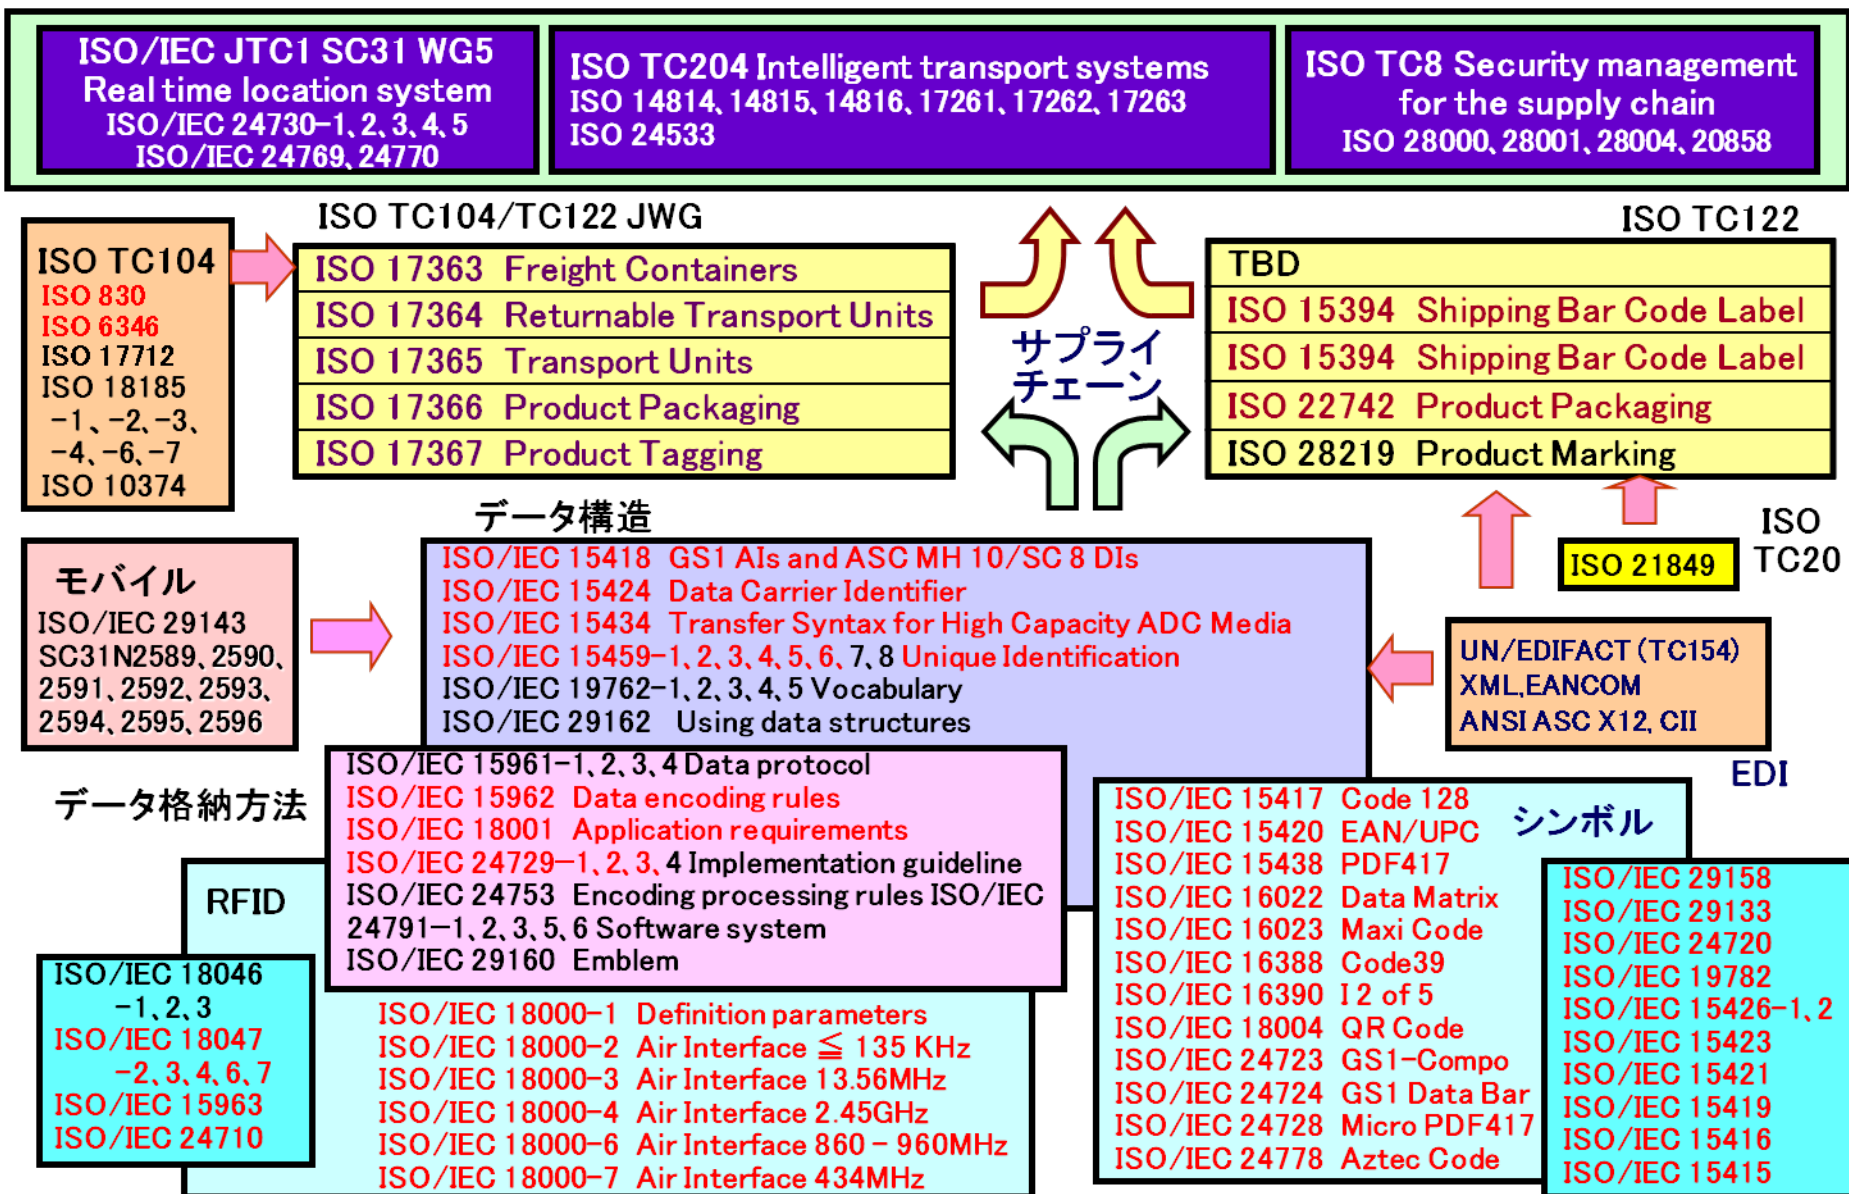 ISO/IEC JTC1 SC31 WG5
Real time location system
ISO/IEC 24730-1、2、3、4、5
ISO/IEC 24769、24770
ISO TC204 Intelligent transport systems
ISO 14814、14815、14816、17261、17262、17263
ISO 24533
ISO TC8 Security management
for the supply chain
ISO 28000、28001、28004、20858
ISO TC104
ISO 830
ISO 6346
ISO 17712
ISO 18185
-1、-2、-3、
-4、-6、-7
ISO 10374
ISO TC104/TC122 JWG
ISO 17363 Freight Containers
ISO 17364 Returnable Transport Units
ISO 17365 Transport Units
ISO 17366 Product Packaging
ISO 17367 Product Tagging
サプライ
チェーン
ISO TC122
TBD
ISO 15394 Shipping Bar Code Label
ISO 15394 Shipping Bar Code Label
ISO 22742 Product Packaging
ISO 28219 Product Marking
ISO 21849
ISO
TC20
モバイル
ISO/IEC 29143
SC31N2589、2590、
2591、2592、2593、
2594、2595、2596
データ構造
ISO/IEC 15418 GS1 AIs and ASC MH 10/SC 8 DIs
ISO/IEC 15424 Data Carrier Identifier
ISO/IEC 15434 Transfer Syntax for High Capacity ADC Media
ISO/IEC 15459-1、2、3、4、5、6、7、8 Unique Identification
ISO/IEC 19762-1、2、3、4、5 Vocabulary
ISO/IEC 29162 Using data structures
UN/EDIFACT (TC154)
XML,EANCOM
ANSI ASC X12, CII
EDI
データ格納方法
ISO/IEC 15961-1、2、3、4 Data protocol
ISO/IEC 15962 Data encoding rules
ISO/IEC 18001 Application requirements
ISO/IEC 24729-1、2、3、4 Implementation guideline
ISO/IEC 24753 Encoding processing rules ISO/IEC
24791-1、2、3、5、6 Software system
ISO/IEC 29160 Emblem
RFID
ISO/IEC 18046
-1、2、3
ISO/IEC 18047
-2、3、4、6、7
ISO/IEC 15963
ISO/IEC 24710
ISO/IEC 18000-1 Definition parameters
ISO/IEC 18000-2 Air Interface ≦ 135 KHz
ISO/IEC 18000-3 Air Interface 13.56MHz
ISO/IEC 18000-4 Air Interface 2.45GHz
ISO/IEC 18000-6 Air Interface 860 - 960MHz
ISO/IEC 18000-7 Air Interface 434MHz
シンボル
ISO/IEC 15417 Code 128
ISO/IEC 15420 EAN/UPC
ISO/IEC 15438 PDF417
ISO/IEC 16022 Data Matrix
ISO/IEC 16023 Maxi Code
ISO/IEC 16388 Code39
ISO/IEC 16390 I 2 of 5
ISO/IEC 18004 QR Code
ISO/IEC 24723 GS1-Compo
ISO/IEC 24724 GS1 Data Bar
ISO/IEC 24728 Micro PDF417
ISO/IEC 24778 Aztec Code
ISO/IEC 29158
ISO/IEC 29133
ISO/IEC 24720
ISO/IEC 19782
ISO/IEC 15426-1、2
ISO/IEC 15423
ISO/IEC 15421
ISO/IEC 15419
ISO/IEC 15416
ISO/IEC 15415